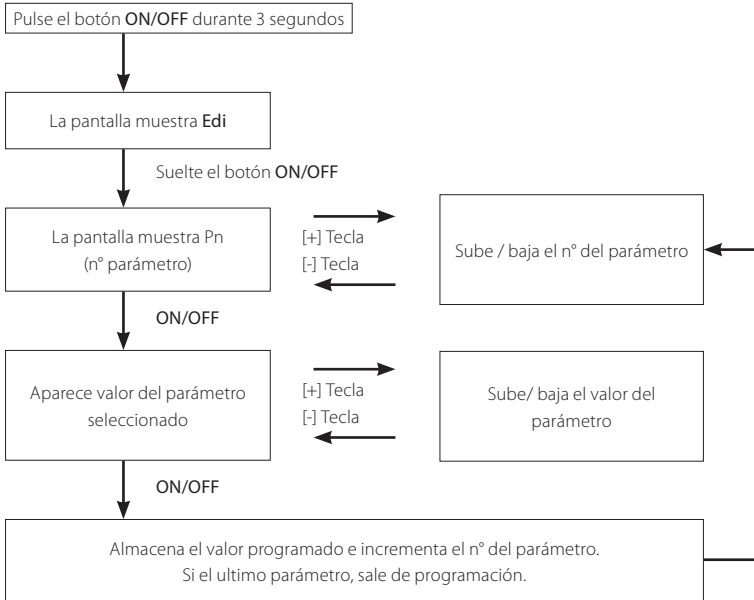 Pulse el botón ON/OFF durante 3 segundos
La pantalla muestra Edi
Suelte el botón ON/OFF
La pantalla muestra Pn
(n° parámetro)
[+] Tecla
[-] Tecla
Sube / baja el n° del parámetro
ON/OFF
Aparece valor del parámetro
seleccionado
[+] Tecla
[-] Tecla
Sube/ baja el valor del
parámetro
ON/OFF
Almacena el valor programado e incrementa el n° del parámetro.
Si el ultimo parámetro, sale de programación.